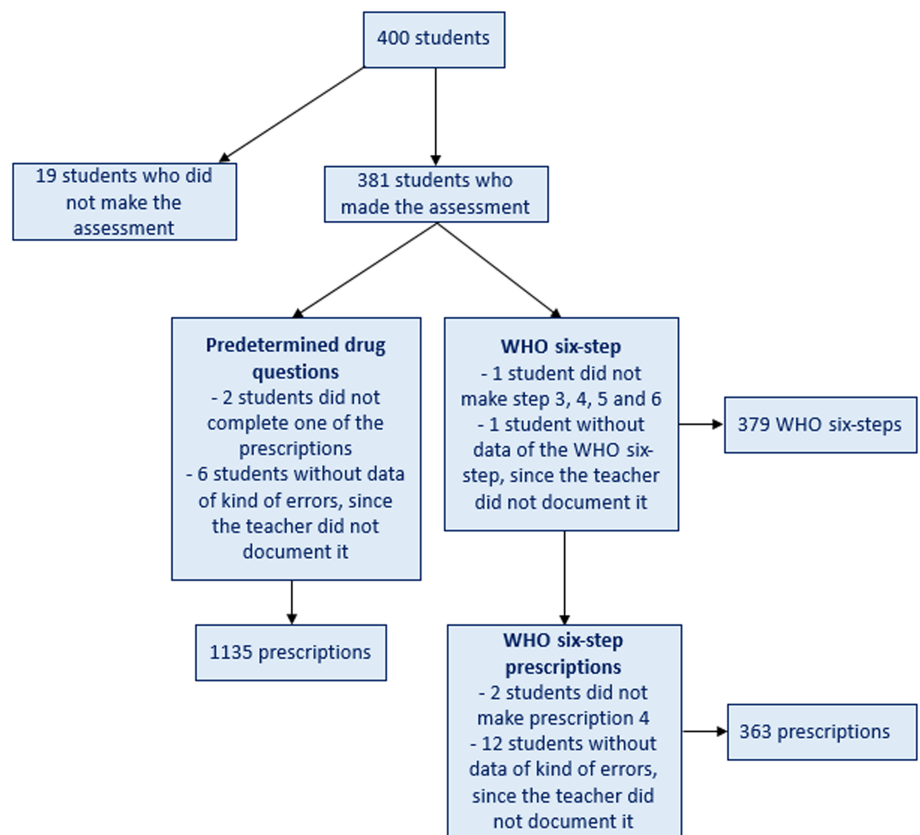 400 students
19 students who did
not make the
assessment
381 students who
made the assessment
Predetermined drug
questions
- 2 students did not
complete one of the
prescriptions
- 6 students without data
of kind of errors, since
the teacher did not
document it
WHO six-step
- 1 student did not
make step 3, 4, 5 and 6
- 1 student without
data of the WHO six-
step, since the teacher
did not document it
379 WHO six-steps
1135 prescriptions
WHO six-step
prescriptions
- 2 students did not
make prescription 4
- 12 students without
data of kind of errors,
since the teacher did
not document it
363 prescriptions